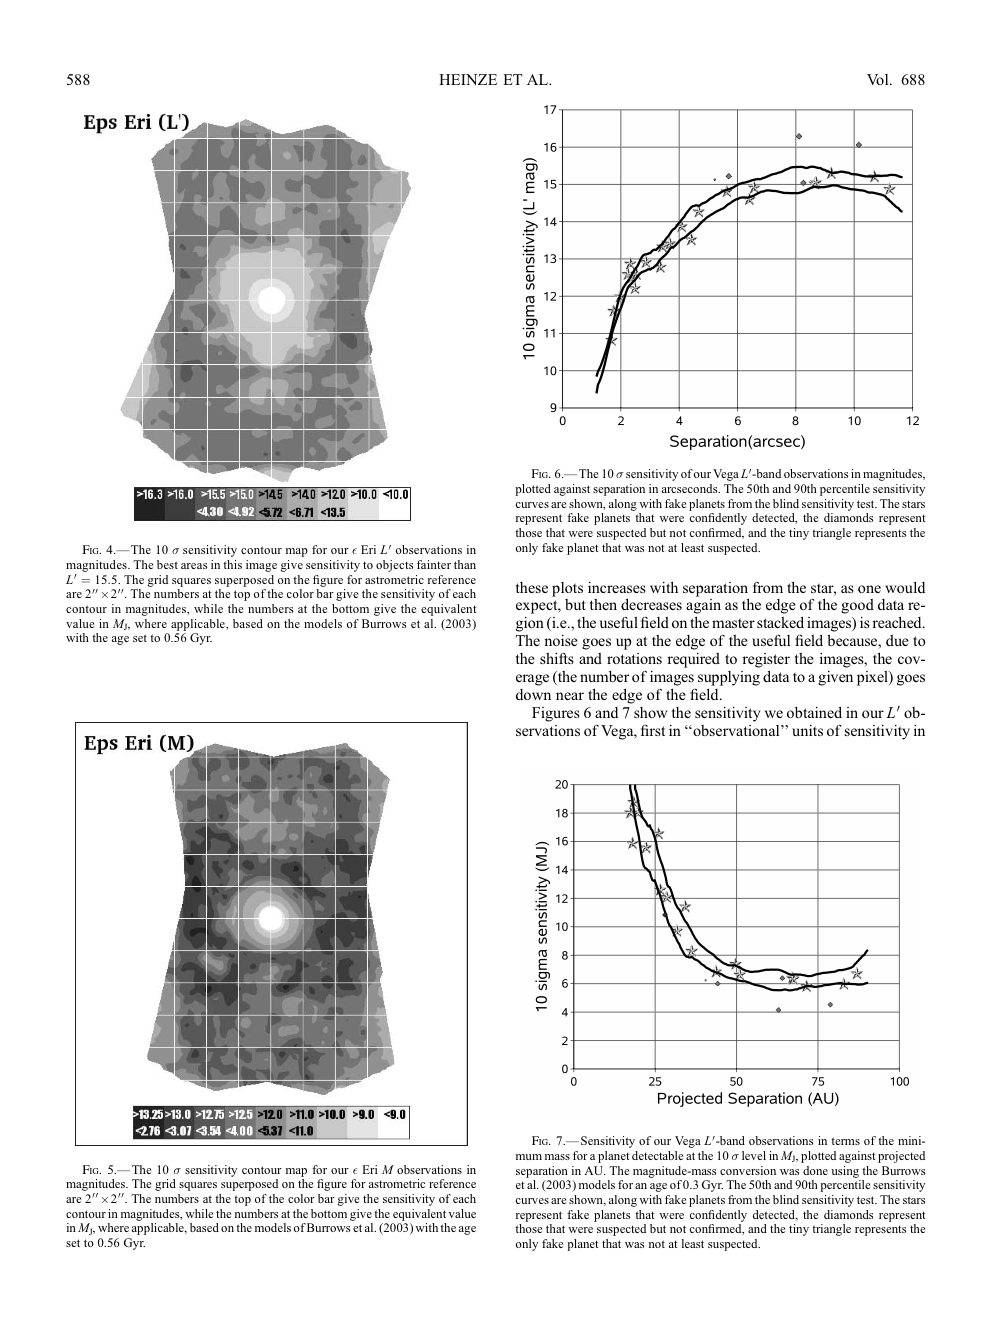 588
HEINZE ET AL.
Vol. 688
Eps Eri (L')
>16.3 >16.0 >15.5 >15.0 >14.5 >14.0 >12.0 >10.0 <10.0
<4.30 <4.92 <5.72 <6.71 <13.5
FIG. 4.—The 10 σ sensitivity contour map for our ϵ Eri L′ observations in
magnitudes. The best areas in this image give sensitivity to objects fainter than
L′ = 15.5. The grid squares superposed on the figure for astrometric reference
are 2″ × 2″. The numbers at the top of the color bar give the sensitivity of each
contour in magnitudes, while the numbers at the bottom give the equivalent
value in MJ, where applicable, based on the models of Burrows et al. (2003)
with the age set to 0.56 Gyr.
Eps Eri (M)
>13.25 >13.0 >12.75 >12.5 >12.0 >11.0 >10.0 >9.0 <9.0
<2.76 <3.07 <3.54 <4.00 <5.37 <11.0
FIG. 5.—The 10 σ sensitivity contour map for our ϵ Eri M observations in
magnitudes. The grid squares superposed on the figure for astrometric reference
are 2″ × 2″. The numbers at the top of the color bar give the sensitivity of each
contour in magnitudes, while the numbers at the bottom give the equivalent value
in MJ, where applicable, based on the models of Burrows et al. (2003) with the age
set to 0.56 Gyr.
17
16
15
14
13
12
11
10
9
10 sigma sensitivity (L' mag)
0 2 4 6 8 10 12
Separation(arcsec)
FIG. 6.—The 10 σ sensitivity of our Vega L′-band observations in magnitudes,
plotted against separation in arcseconds. The 50th and 90th percentile sensitivity
curves are shown, along with fake planets from the blind sensitivity test. The stars
represent fake planets that were confidently detected, the diamonds represent
those that were suspected but not confirmed, and the tiny triangle represents the
only fake planet that was not at least suspected.
these plots increases with separation from the star, as one would
expect, but then decreases again as the edge of the good data re-
gion (i.e., the useful field on the master stacked images) is reached.
The noise goes up at the edge of the useful field because, due to
the shifts and rotations required to register the images, the cov-
erage (the number of images supplying data to a given pixel) goes
down near the edge of the field.
Figures 6 and 7 show the sensitivity we obtained in our L′ ob-
servations of Vega, first in ‘‘observational’’ units of sensitivity in
20
18
16
14
12
10
8
6
4
2
0
10 sigma sensitivity (MJ)
0 25 50 75 100
Projected Separation (AU)
FIG. 7.—Sensitivity of our Vega L′-band observations in terms of the mini-
mum mass for a planet detectable at the 10 σ level in MJ, plotted against projected
separation in AU. The magnitude-mass conversion was done using the Burrows
et al. (2003) models for an age of 0.3 Gyr. The 50th and 90th percentile sensitivity
curves are shown, along with fake planets from the blind sensitivity test. The stars
represent fake planets that were confidently detected, the diamonds represent
those that were suspected but not confirmed, and the tiny triangle represents the
only fake planet that was not at least suspected.